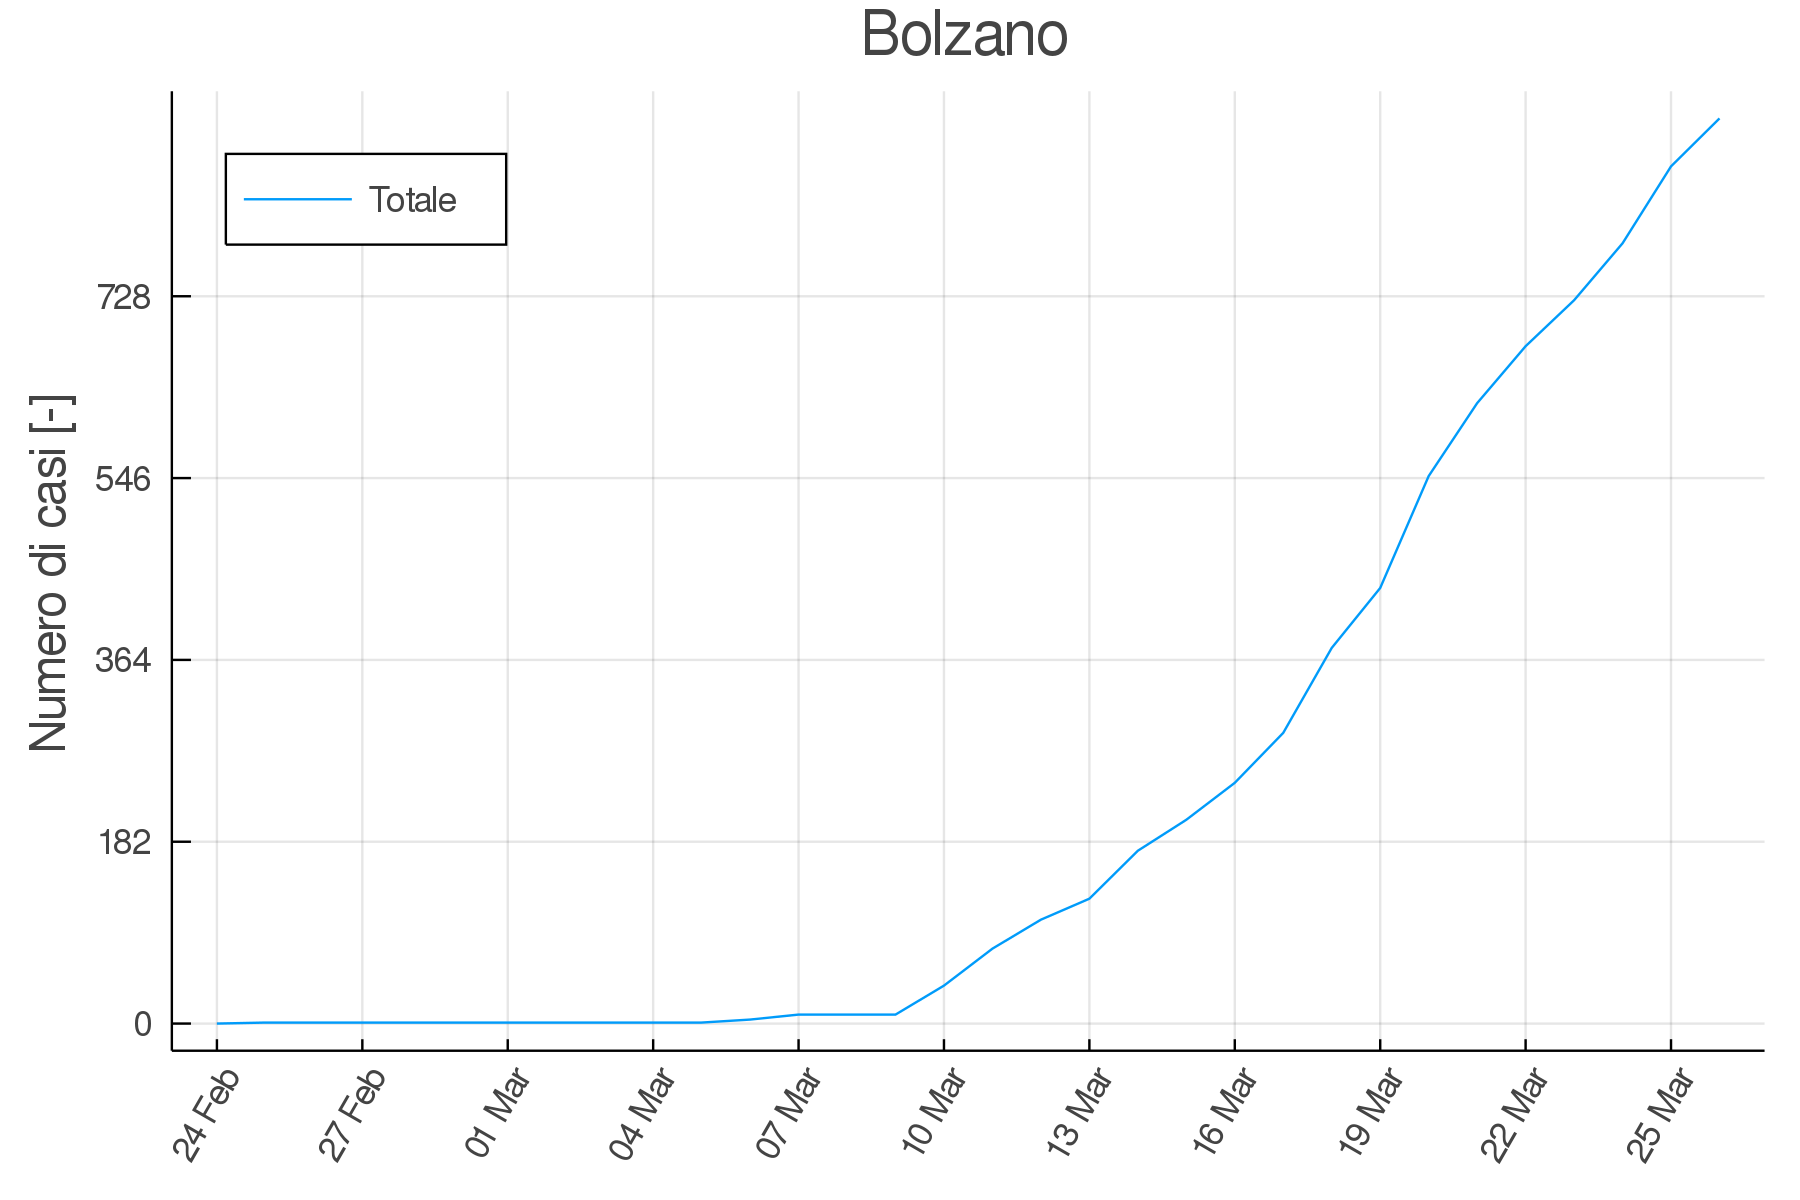 Bolzano
Totale
Numero di casi [-]
728
546
364
182
0
24 Feb
27 Feb
01 Mar
04 Mar
07 Mar
10 Mar
13 Mar
16 Mar
19 Mar
22 Mar
25 Mar